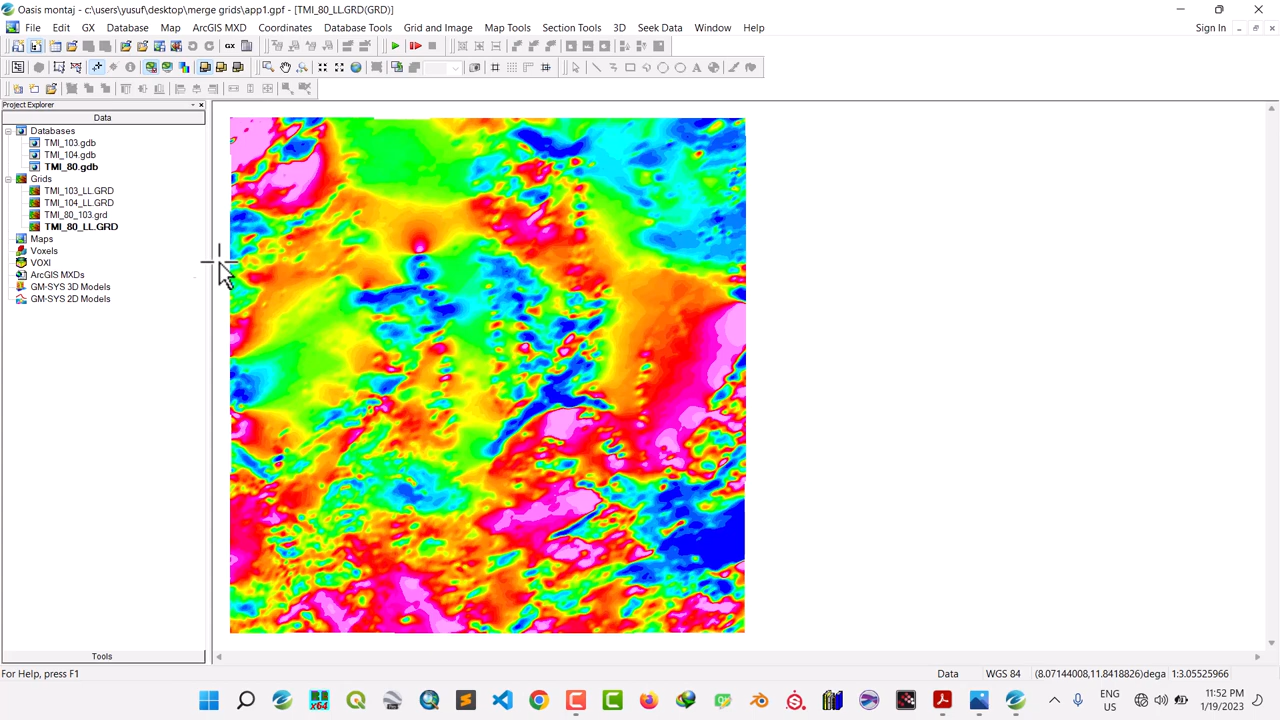 Oasis montaj - c:\users\yusuf\desktop\merge grids\app1.gpf - [TMI_80_LL.GRD(GRD)]
File Edit GX Database Map ArcGIS MXD Coordinates Database Tools Grid and Image Map Tools Section Tools 3D Seek Data Window Help Sign In
GX
Project Explorer
Data
Databases
TMI_103.gdb
TMI_104.gdb
TMI_80.gdb
Grids
TMI_103_LL.GRD
TMI_104_LL.GRD
TMI_80_103.grd
TMI_80_LL.GRD
Maps
Voxels
VOXI
ArcGIS MXDs
GM-SYS 3D Models
GM-SYS 2D Models
Tools
For Help, press F1 Data WGS 84 (8.07144008,11.8418826)dega 1:3.05525966
ENG
US
11:52 PM
1/19/2023